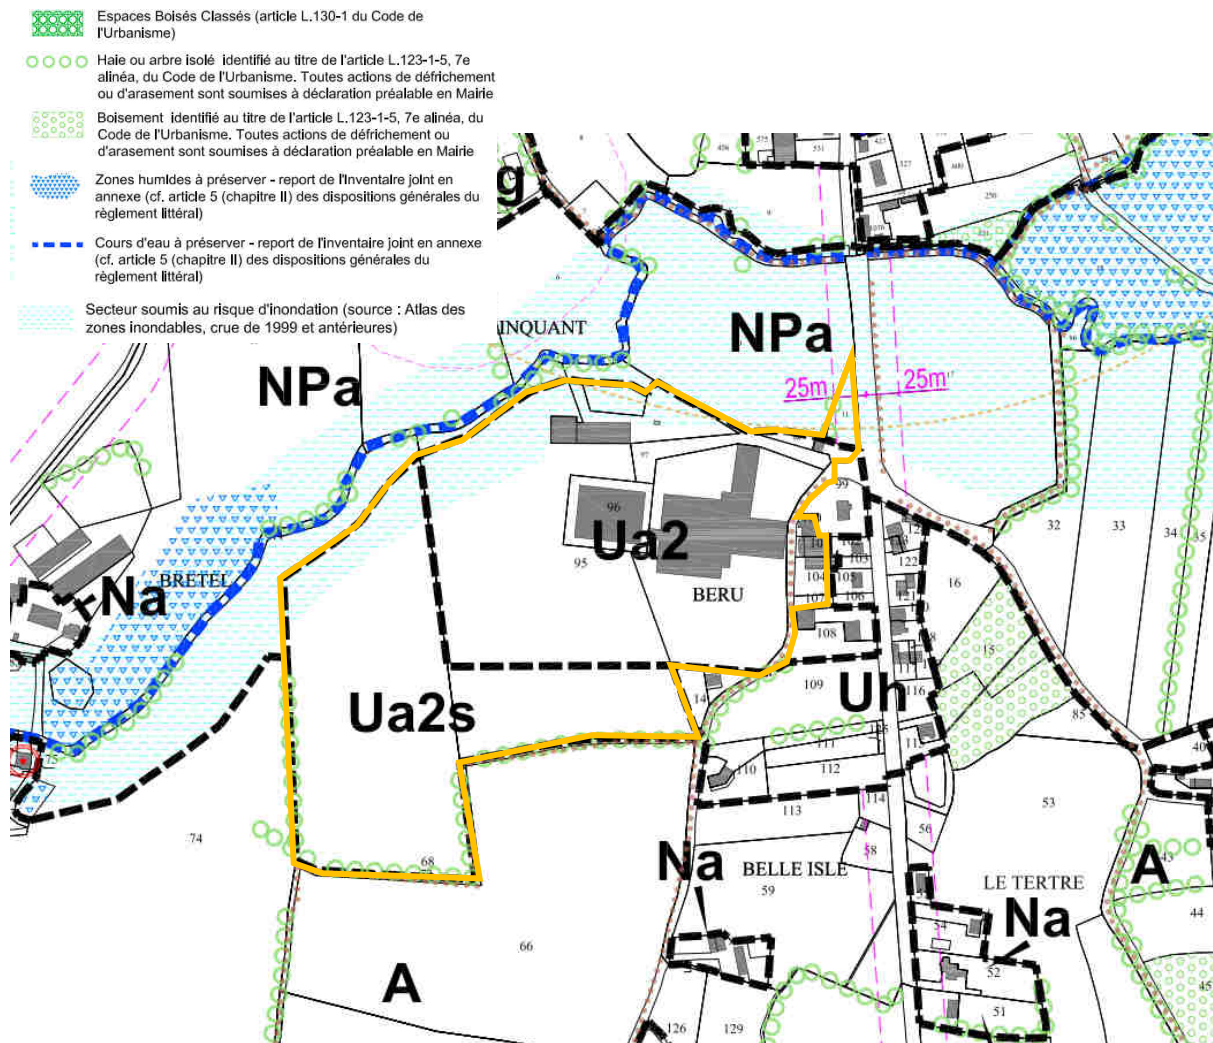 Espaces Boisés Classés (article L.130-1 du Code de
l'Urbanisme)
Haie ou arbre isolé identifié au titre de l'article L.123-1-5, 7e
alinéa, du Code de l'Urbanisme. Toutes actions de défrichement
ou d'arasement sont soumises à déclaration préalable en Mairie
Boisement identifié au titre de l'article L.123-1-5, 7e alinéa, du
Code de l'Urbanisme. Toutes actions de défrichement ou
d'arasement sont soumises à déclaration préalable en Mairie
Zones humides à préserver - report de l'inventaire joint en
annexe (cf. article 5 (chapitre II) des dispositions générales du
règlement littéral)
Cours d'eau à préserver - report de l'inventaire joint en annexe
(cf. article 5 (chapitre II) des dispositions générales du
règlement littéral)
Secteur soumis au risque d'inondation (source : Atlas des
zones inondables, crue de 1999 et antérieures)
g
INQUANT
NPa
NPa
25m
25m
96
97
99
95
Ua2
BERU
BRETEL
Na
32
33
34
35
16
15
103
104
105
106
107
108
122
109
14
Uh
116
Ua2s
110
111
112
113
114
85
40
53
56
58
74
75
68
Na
BELLE ISLE
59
LE TERTRE
Na
A
43
44
45
54
52
51
66
A
126
129